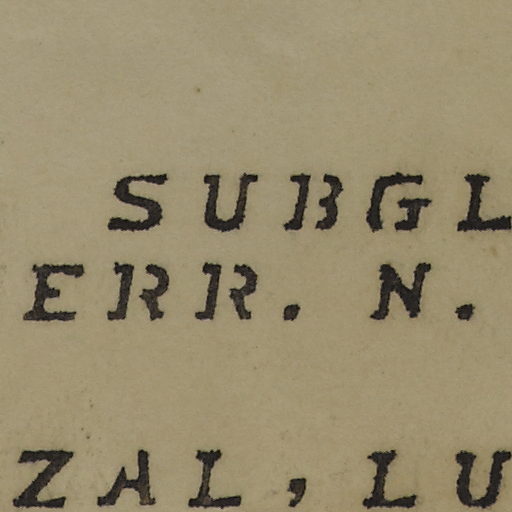 SUBGL
ERR. N.
ZAL, LU